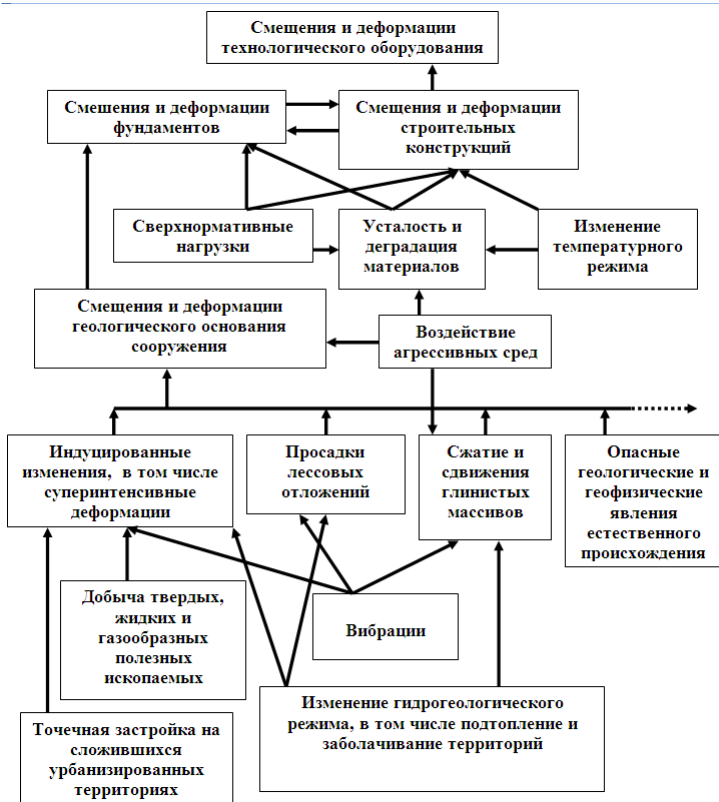 Смещения и деформации
технологического оборудования
Смешения и деформации
фундаментов
Смещения и деформации
строительных
конструкций
Сверхнормативные
нагрузки
Усталость и
деградация
материалов
Изменение
температурного
режима
Смещения и деформации
геологического основания
сооружения
Воздействие
агрессивных сред
Индуцированные
изменения, в том числе
суперинтенсивные
деформации
Просадки
лессовых
отложений
Сжатие и
сдвижения
глинистых
массивов
Опасные
геологические и
геофизические
явления
естественного
происхождения
Добыча твердых,
жидких и
газообразных
полезных
ископаемых
Вибрации
Изменение гидрогеологического
режима, в том числе подтопление и
заболачивание территорий
Точечная застройка на
сложившихся
урбанизированных
территориях